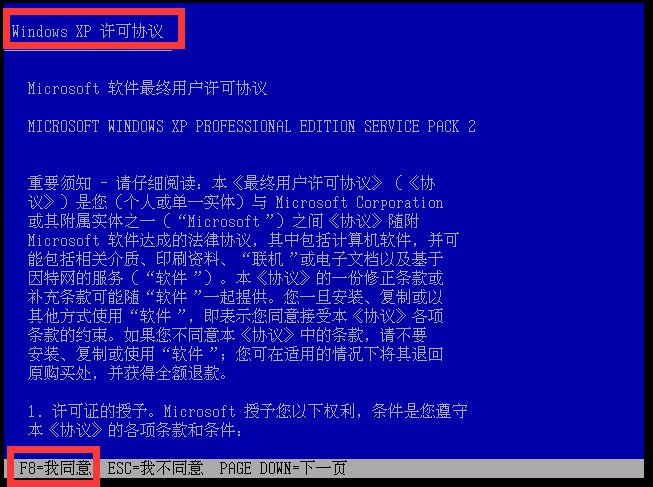 Windows XP 许可协议
Microsoft 软件最终用户许可协议
MICROSOFT WINDOWS XP PROFESSIONAL EDITION SERVICE PACK 2
重要须知 - 请仔细阅读：本《最终用户许可协议》（《协
议》）是您（个人或单一实体）与 Microsoft Corporation
或其附属实体之一（“Microsoft ”）之间《协议》随附
Microsoft 软件达成的法律协议，其中包括计算机软件，并可
能包括相关介质、印刷资料、“联机 ”或电子文档以及基于
因特网的服务（“软件 ”）。本《协议》的一份修正条款或
补充条款可能随“软件 ”一起提供。您一旦安装、复制或以
其他方式使用“软件 ”，即表示您同意接受本《协议》各项
条款的约束。如果您不同意本《协议》中的条款，请不要
安装、复制或使用“软件 ”；您可在适用的情况下将其退回
原购买处，并获得全额退款。
1. 许可证的授予。Microsoft 授予您以下权利，条件是您遵守
本《协议》的各项条款和条件：
F8=我同意 ESC=我不同意 PAGE DOWN=下一页